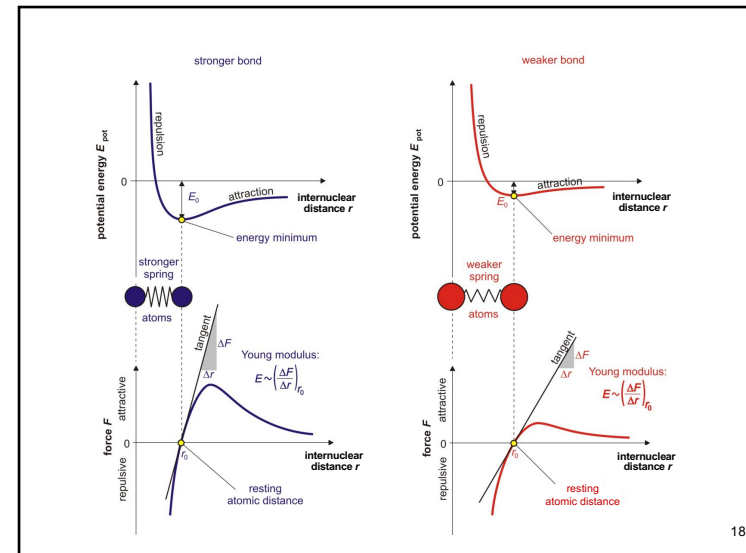 stronger bond
potential energy E pot
repulsion
0
E0
attraction
internuclear
distance r
energy minimum
stronger
spring
atoms
tangent
ΔF
Δr
Young modulus:
E~(ΔF/Δr)r0
force F
attractive
0
repulsive
r0
internuclear
distance r
resting
atomic distance
weaker bond
potential energy E pot
repulsion
0
E0
attraction
internuclear
distance r
energy minimum
weaker
spring
atoms
tangent
ΔF
Δr
Young modulus:
E~(ΔF/Δr)r0
force F
attractive
0
repulsive
r0
internuclear
distance r
resting
atomic distance
18